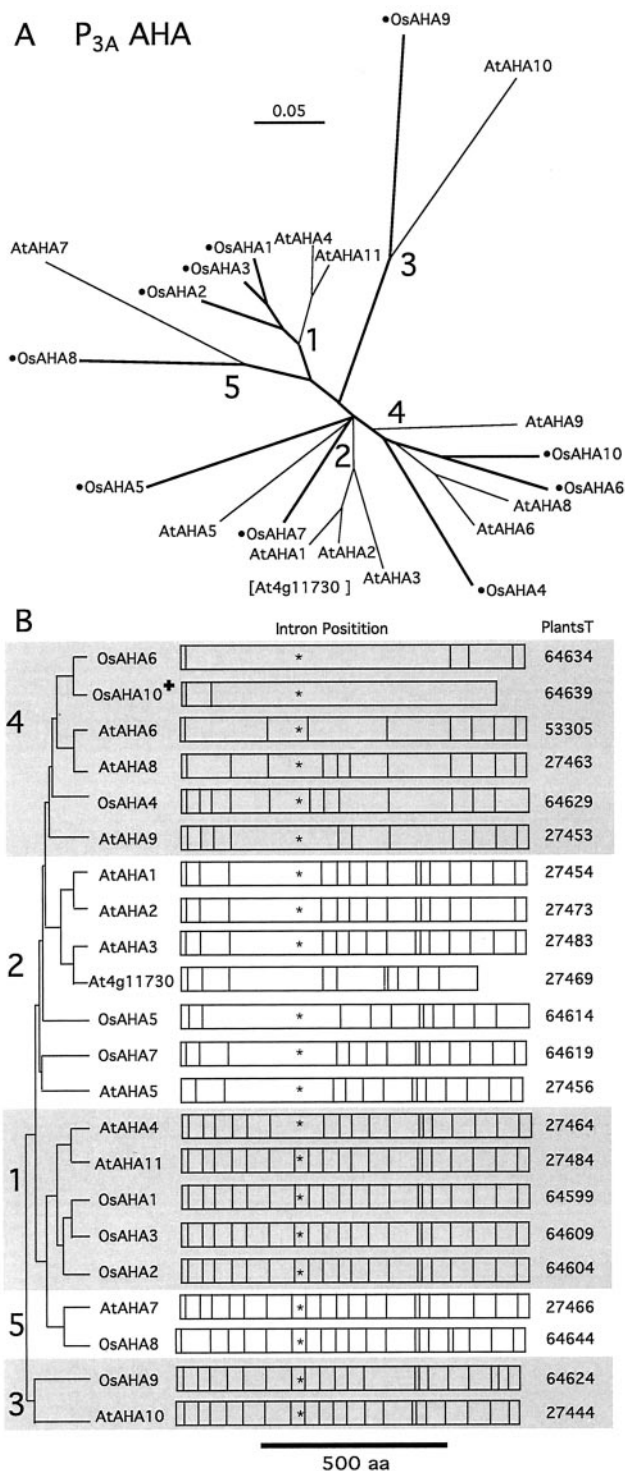 A P3A AHA
•OsAHA9
AtAHA10
0.05
AtAHA7
•OsAHA1
AtAHA4
•OsAHA3
AtAHA11
•OsAHA2
3
1
•OsAHA8
5
4
AtAHA9
2
•OsAHA10
•OsAHA5
•OsAHA6
AtAHA5
•OsAHA7
AtAHA8
AtAHA1
AtAHA6
AtAHA2
AtAHA3
[At4g11730 ]
•OsAHA4
B Intron Positition PlantsT
4
OsAHA6 * 64634
OsAHA10+ * 64639
AtAHA6 * 53305
AtAHA8 * 27463
OsAHA4 * 64629
AtAHA9 * 27453
2
AtAHA1 * 27454
AtAHA2 * 27473
AtAHA3 * 27483
At4g11730 27469
OsAHA5 * 64614
OsAHA7 * 64619
AtAHA5 * 27456
1
AtAHA4 * 27464
AtAHA11 * 27484
OsAHA1 * 64599
OsAHA3 * 64609
OsAHA2 * 64604
5
AtAHA7 * 27466
OsAHA8 * 64644
3
OsAHA9 * 64624
AtAHA10 * 27444
500 aa